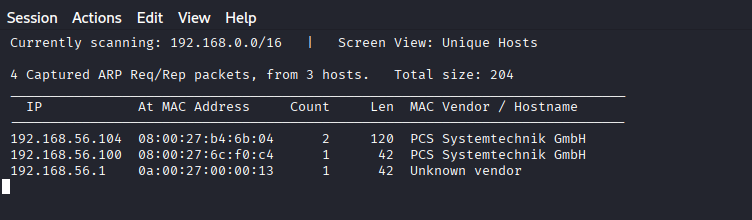 Session Actions Edit View Help
Currently scanning: 192.168.0.0/16 | Screen View: Unique Hosts
4 Captured ARP Req/Rep packets, from 3 hosts. Total size: 204
IP At MAC Address Count Len MAC Vendor / Hostname
192.168.56.104 08:00:27:b4:6b:04 2 120 PCS Systemtechnik GmbH
192.168.56.100 08:00:27:6c:f0:c4 1 42 PCS Systemtechnik GmbH
192.168.56.1 0a:00:27:00:00:13 1 42 Unknown vendor